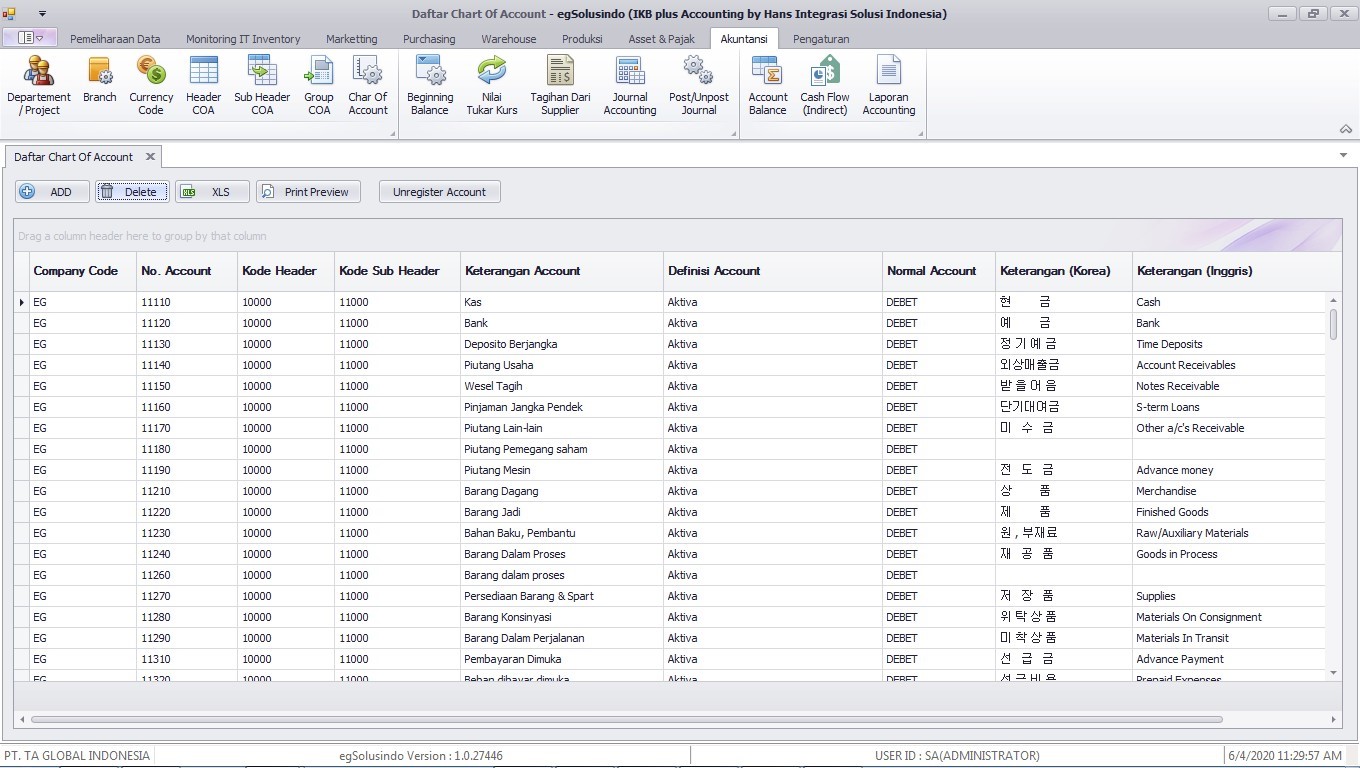 Daftar Chart Of Account - egSolusindo (IKB plus Accounting by Hans Integrasi Solusi Indonesia)
Pemeliharaan Data Monitoring IT Inventory Marketting Purchasing Warehouse Produksi Asset & Pajak Akuntansi Pengaturan
Departement / Project
Branch
Currency Code
Header COA
Sub Header COA
Group COA
Char Of Account
Beginning Balance
Nilai Tukar Kurs
Tagihan Dari Supplier
Journal Accounting
Post/Unpost Journal
Account Balance
Cash Flow (Indirect)
Laporan Accounting
Daftar Chart Of Account
ADD Delete XLS Print Preview Unregister Account
Drag a column header here to group by that column
Company Code No. Account Kode Header Kode Sub Header Keterangan Account Definisi Account Normal Account Keterangan (Korea) Keterangan (Inggris)
EG 11110 10000 11000 Kas Aktiva DEBET 현 금 Cash
EG 11120 10000 11000 Bank Aktiva DEBET 예 금 Bank
EG 11130 10000 11000 Deposito Berjangka Aktiva DEBET 정 기 예 금 Time Deposits
EG 11140 10000 11000 Piutang Usaha Aktiva DEBET 외상매출금 Account Receivables
EG 11150 10000 11000 Wesel Tagih Aktiva DEBET 받 을 어 음 Notes Receivable
EG 11160 10000 11000 Pinjaman Jangka Pendek Aktiva DEBET 단기대여금 S-term Loans
EG 11170 10000 11000 Piutang Lain-lain Aktiva DEBET 미 수 금 Other a/c's Receivable
EG 11180 10000 11000 Piutang Pemegang saham Aktiva DEBET
EG 11190 10000 11000 Piutang Mesin Aktiva DEBET 전 도 금 Advance money
EG 11210 10000 11000 Barang Dagang Aktiva DEBET 상 품 Merchandise
EG 11220 10000 11000 Barang Jadi Aktiva DEBET 제 품 Finished Goods
EG 11230 10000 11000 Bahan Baku, Pembantu Aktiva DEBET 원 , 부재료 Raw/Auxiliary Materials
EG 11240 10000 11000 Barang Dalam Proses Aktiva DEBET 재 공 품 Goods in Process
EG 11260 10000 11000 Barang dalam proses Aktiva DEBET
EG 11270 10000 11000 Persediaan Barang & Spart Aktiva DEBET 저 장 품 Supplies
EG 11280 10000 11000 Barang Konsinyasi Aktiva DEBET 위 탁 상 품 Materials On Consignment
EG 11290 10000 11000 Barang Dalam Perjalanan Aktiva DEBET 미 착 상 품 Materials In Transit
EG 11310 10000 11000 Pembayaran Dimuka Aktiva DEBET 선 급 금 Advance Payment
EG 11320 10000 11000 Beban dibayar dimuka Aktiva DEBET 선 급 비 용 Prepaid Expenses
PT. TA GLOBAL INDONESIA egSolusindo Version : 1.0.27446 USER ID : SA(ADMINISTRATOR) 6/4/2020 11:29:57 AM